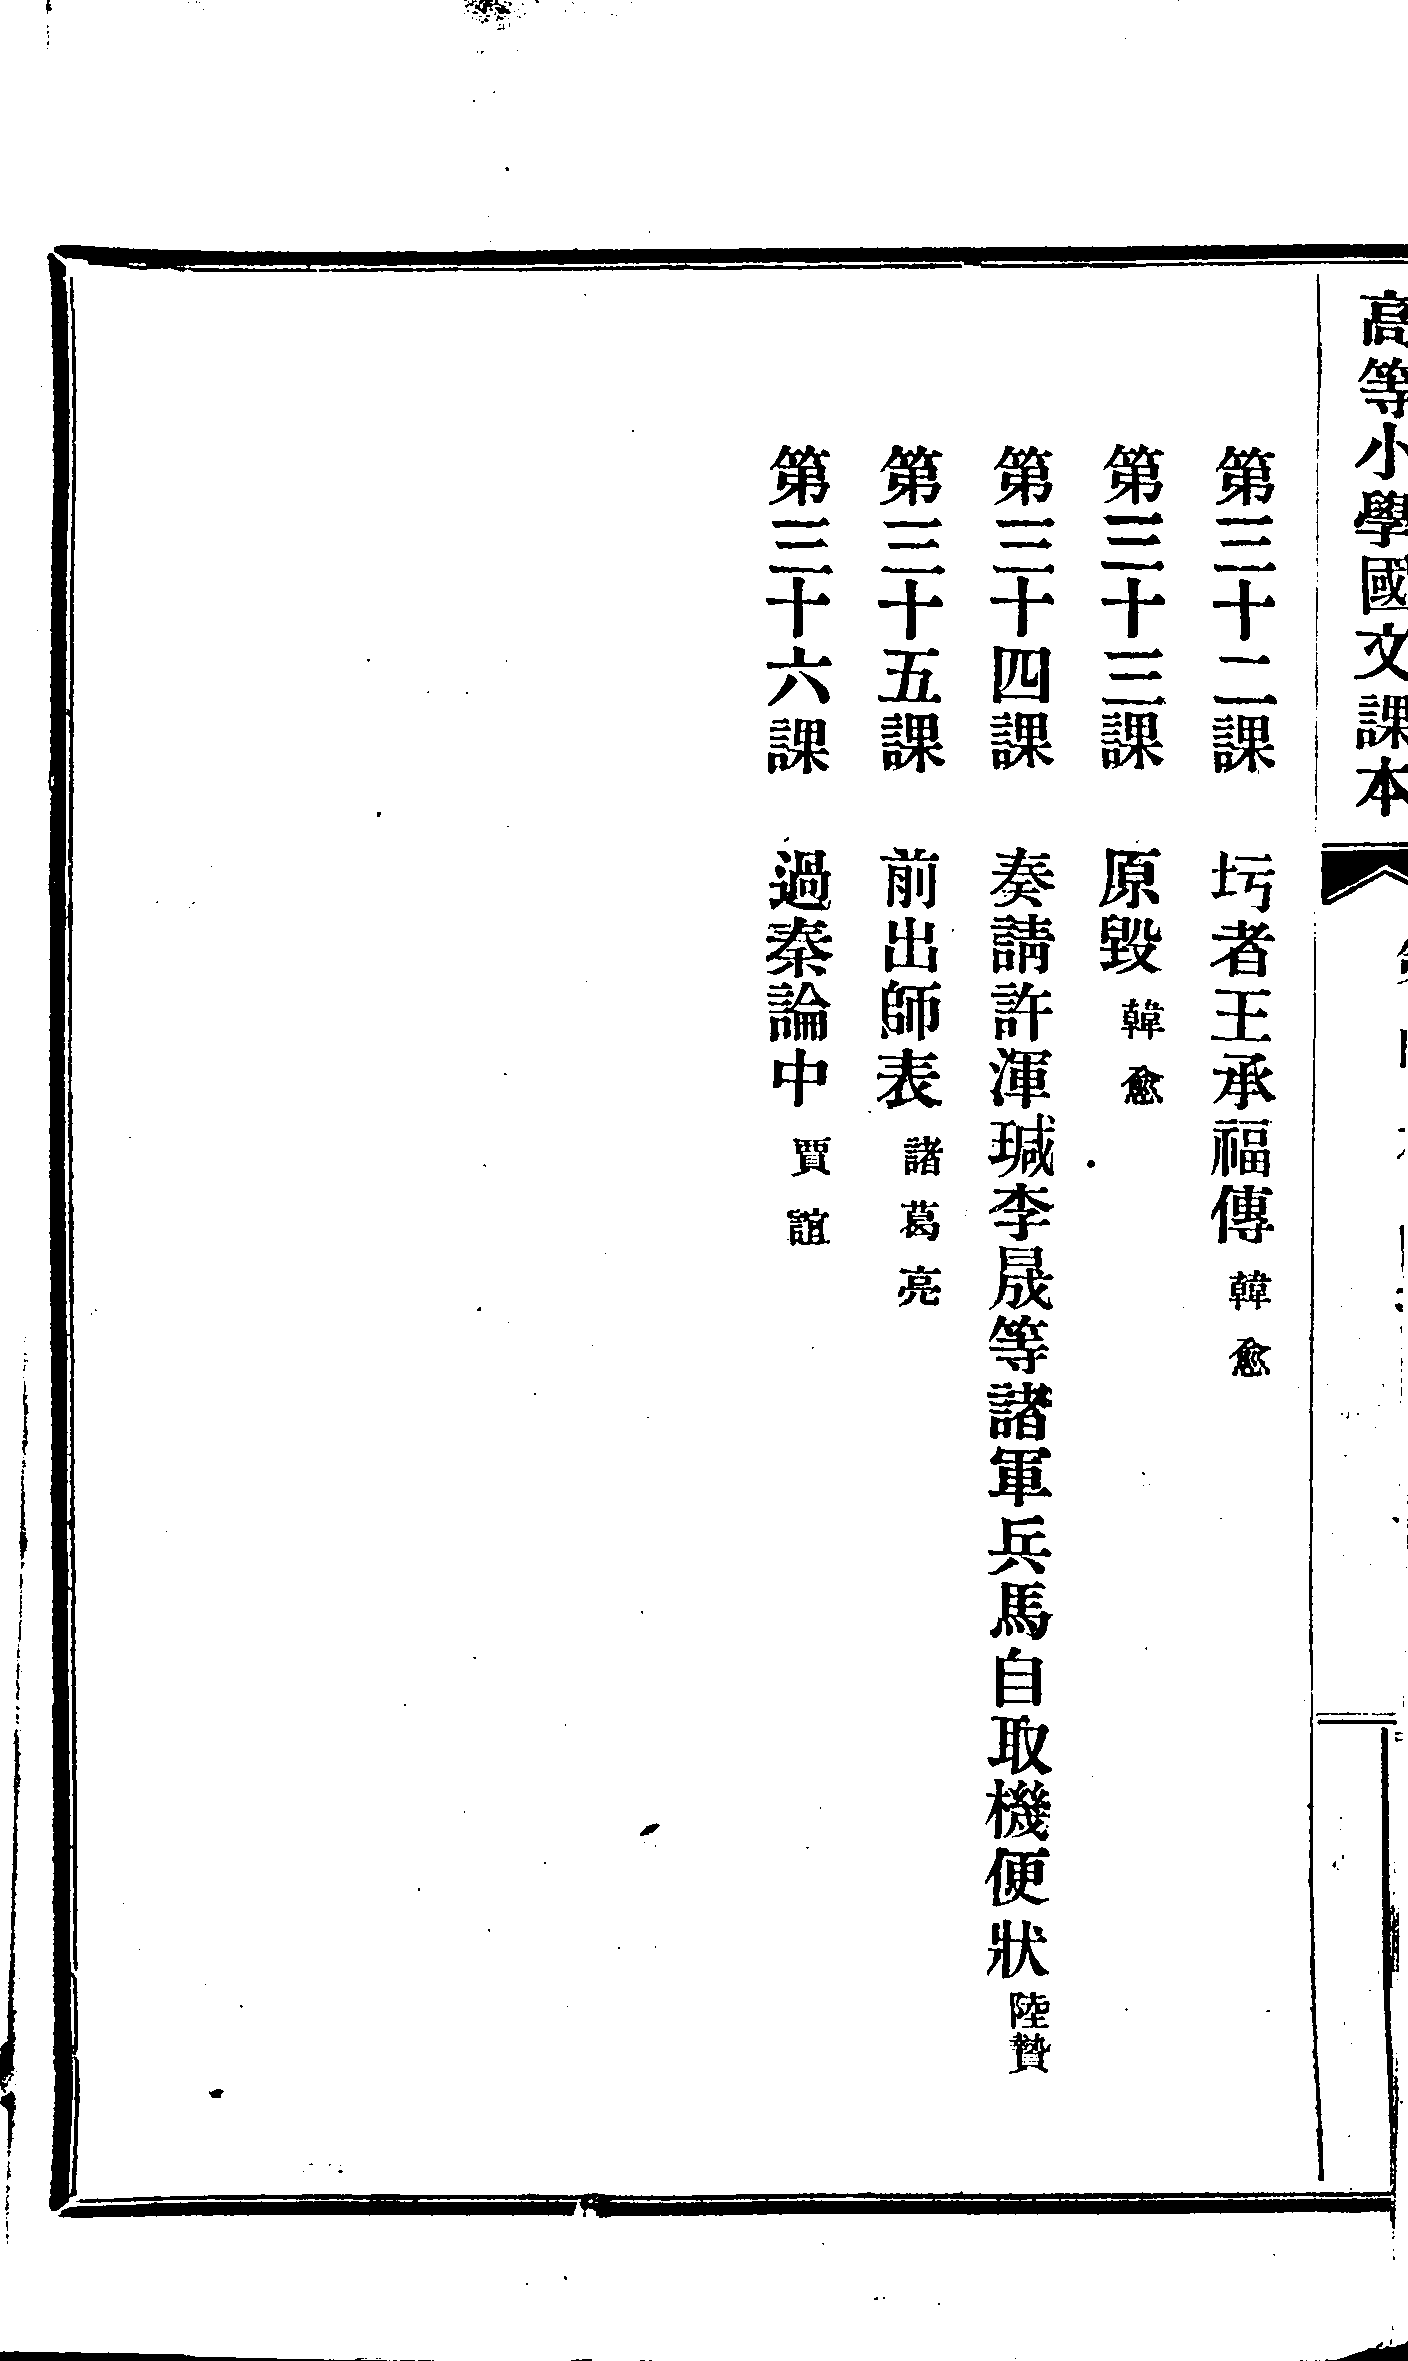 高等小學國文課本
第三十二課　圬者王承福傳　韓愈
第三十三課　原毀　韓愈
第三十四課　奏請許渾瑊李晟等諸軍兵馬自取機便狀　陸贄
第三十五課　前出師表　諸葛亮
第三十六課　過秦論中　賈誼